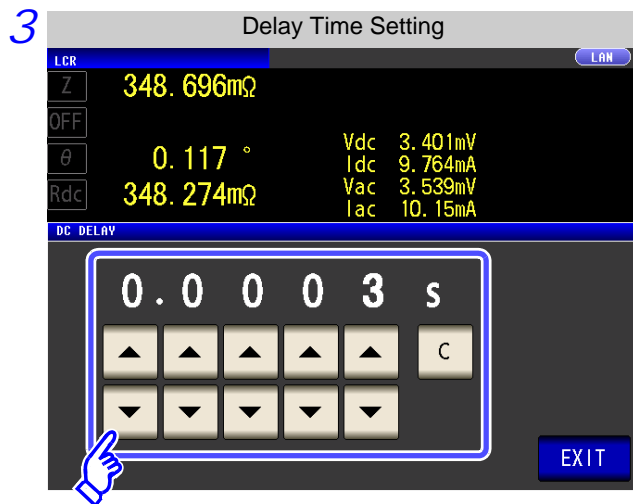 3 Delay Time Setting
LCR LAN
Z 348.696mΩ
OFF
θ 0.117 °
Rdc 348.274mΩ
Vdc 3.401mV
Idc 9.764mA
Vac 3.539mV
Iac 10.15mA
DC DELAY
0.0003 s
C
EXIT